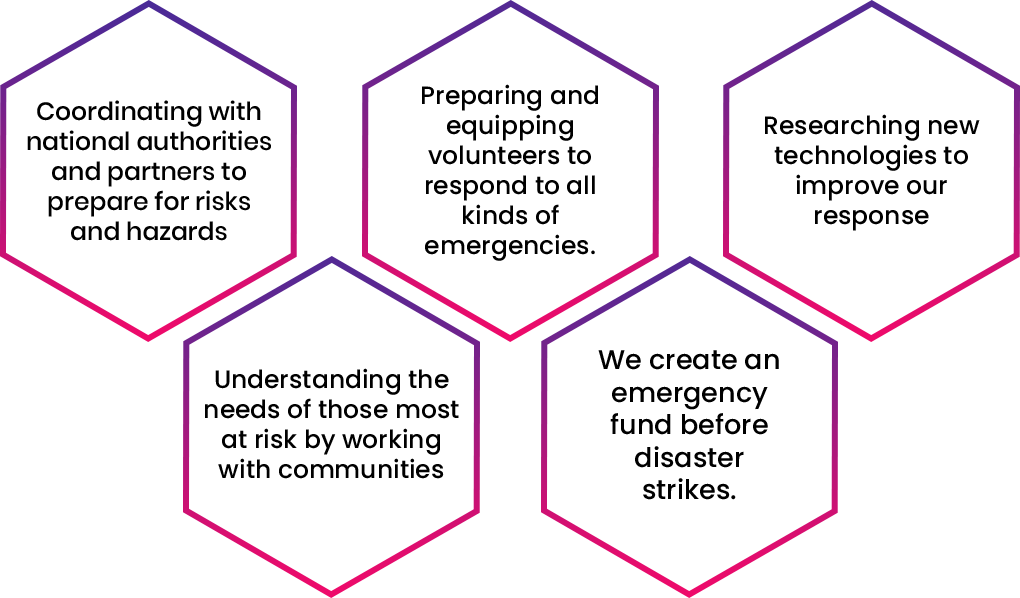 Coordinating with
national authorities
and partners to
prepare for risks
and hazards
Preparing and
equipping
volunteers to
respond to all
kinds of
emergencies.
Researching new
technologies to
improve our
response
Understanding the
needs of those most
at risk by working
with communities
We create an
emergency
fund before
disaster
strikes.